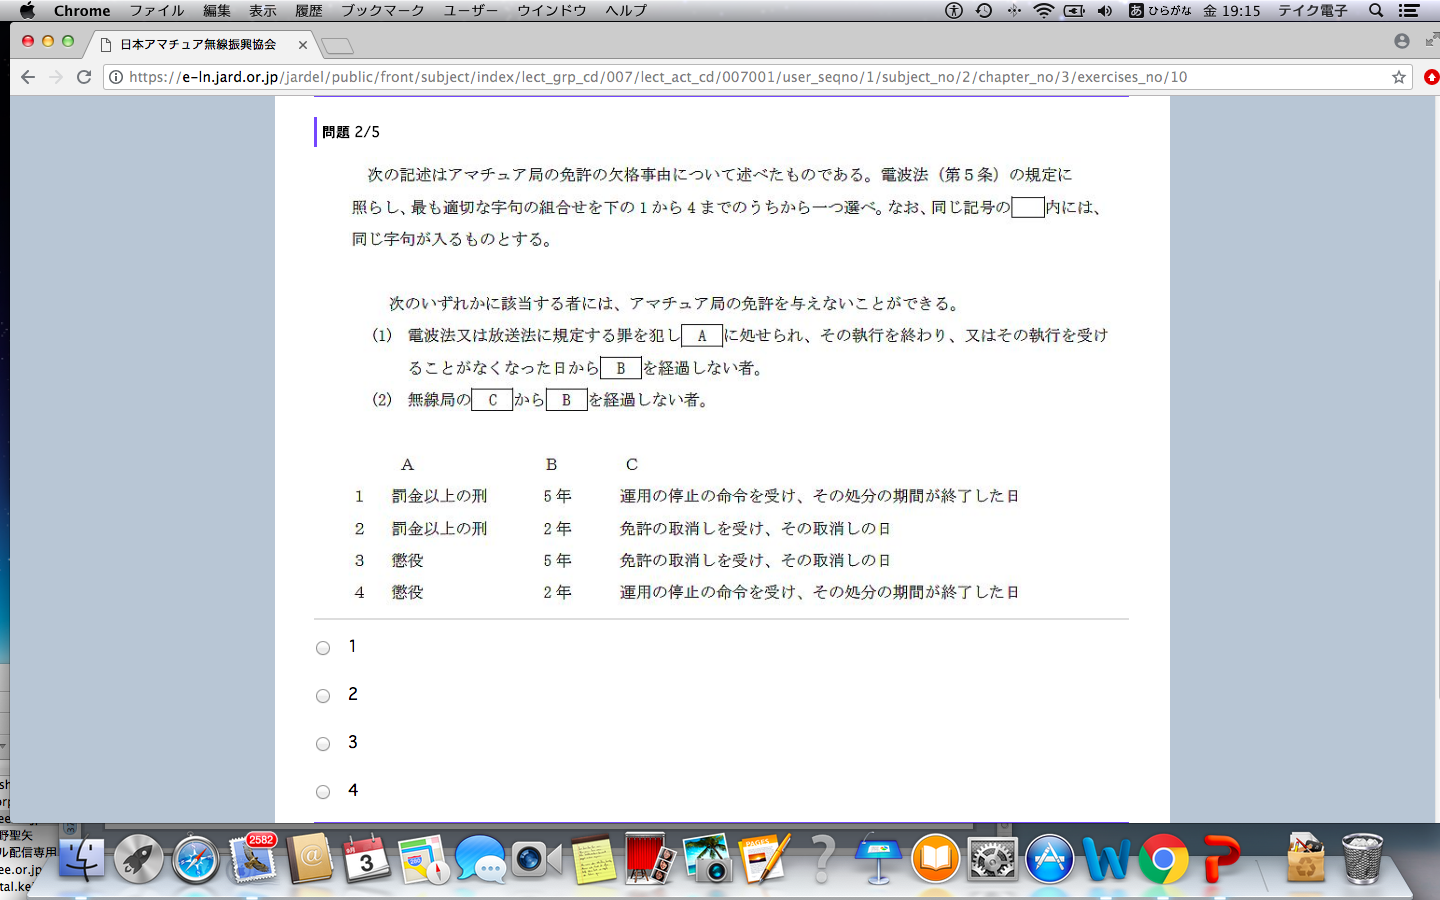 Chrome ファイル 編集 表示 履歴 ブックマーク ユーザー ウインドウ ヘルプ あ ひらがな 金 19:15 テイク電子
日本アマチュア無線振興協会
https://e-ln.jard.or.jp/jardel/public/front/subject/index/lect_grp_cd/007/lect_act_cd/007001/user_seqno/1/subject_no/2/chapter_no/3/exercises_no/10
問題 2/5
次の記述はアマチュア局の免許の欠格事由について述べたものである。電波法（第5条）の規定に
照らし、最も適切な字句の組合せを下の1から4までのうちから一つ選べ。なお、同じ記号の 内には、
同じ字句が入るものとする。
次のいずれかに該当する者には、アマチュア局の免許を与えないことができる。
(1) 電波法又は放送法に規定する罪を犯し A に処せられ、その執行を終わり、又はその執行を受け
ることがなくなった日から B を経過しない者。
(2) 無線局の C から B を経過しない者。
A B C
1 罰金以上の刑 5年 運用の停止の命令を受け、その処分の期間が終了した日
2 罰金以上の刑 2年 免許の取消しを受け、その取消しの日
3 懲役 5年 免許の取消しを受け、その取消しの日
4 懲役 2年 運用の停止の命令を受け、その処分の期間が終了した日
1
2
3
4
野聖矢
ル配信専用
ee.or.jp
tal.ke
2582
3
PAGES